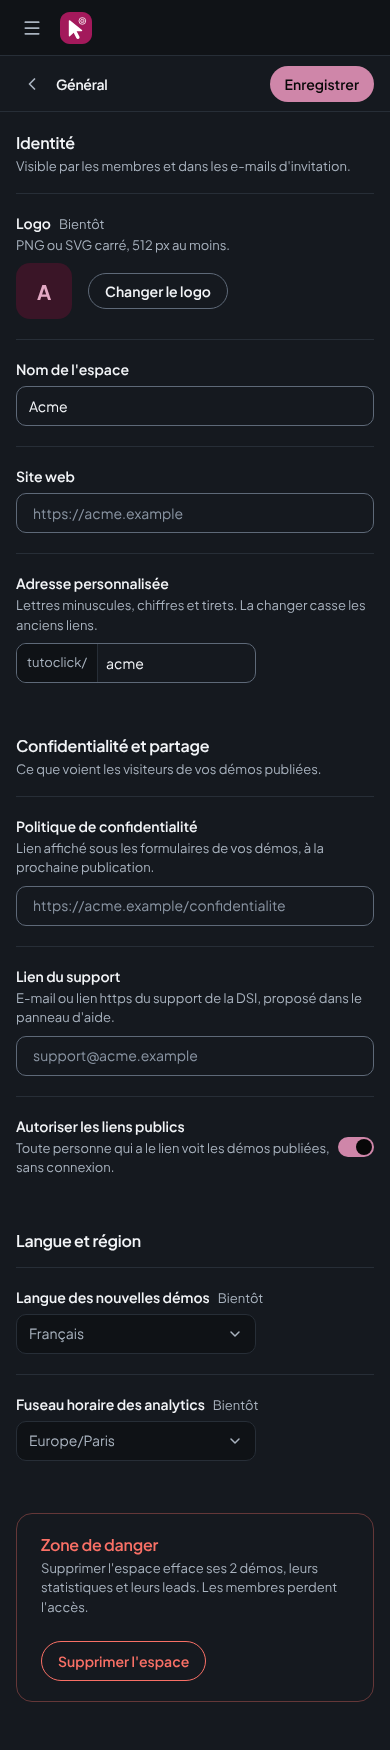 Général
Enregistrer
Identité
Visible par les membres et dans les e-mails d'invitation.
Logo Bientôt
PNG ou SVG carré, 512 px au moins.
A
Changer le logo
Nom de l'espace
Acme
Site web
https://acme.example
Adresse personnalisée
Lettres minuscules, chiffres et tirets. La changer casse les
anciens liens.
tutoclick/ acme
Confidentialité et partage
Ce que voient les visiteurs de vos démos publiées.
Politique de confidentialité
Lien affiché sous les formulaires de vos démos, à la
prochaine publication.
https://acme.example/confidentialite
Lien du support
E-mail ou lien https du support de la DSI, proposé dans le
panneau d'aide.
support@acme.example
Autoriser les liens publics
Toute personne qui a le lien voit les démos publiées,
sans connexion.
Langue et région
Langue des nouvelles démos Bientôt
Français
Fuseau horaire des analytics Bientôt
Europe/Paris
Zone de danger
Supprimer l'espace efface ses 2 démos, leurs
statistiques et leurs leads. Les membres perdent
l'accès.
Supprimer l'espace